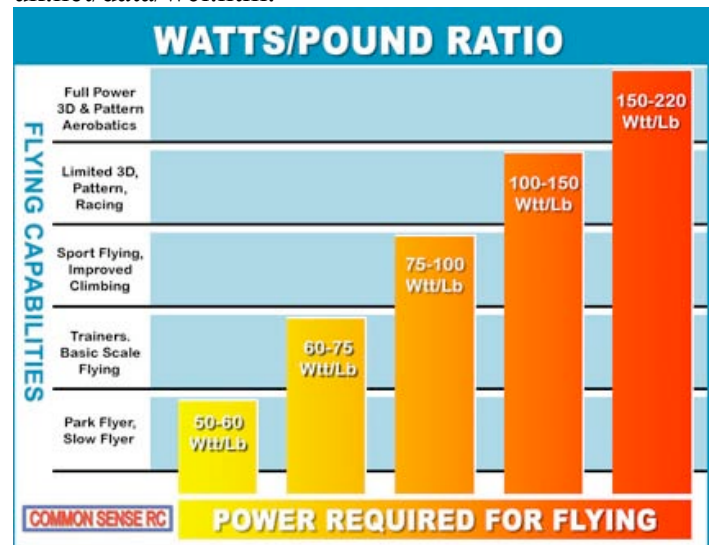 WATTS/POUND RATIO
FLYING CAPABILITIES
Full Power
3D & Pattern
Aerobatics
150-220
Wtt/Lb
Limited 3D,
Pattern,
Racing
100-150
Wtt/Lb
Sport Flying,
Improved
Climbing
75-100
Wtt/Lb
Trainers.
Basic Scale
Flying
60-75
Wtt/Lb
Park Flyer,
Slow Flyer
50-60
Wtt/Lb
COMMON SENSE RC
POWER REQUIRED FOR FLYING